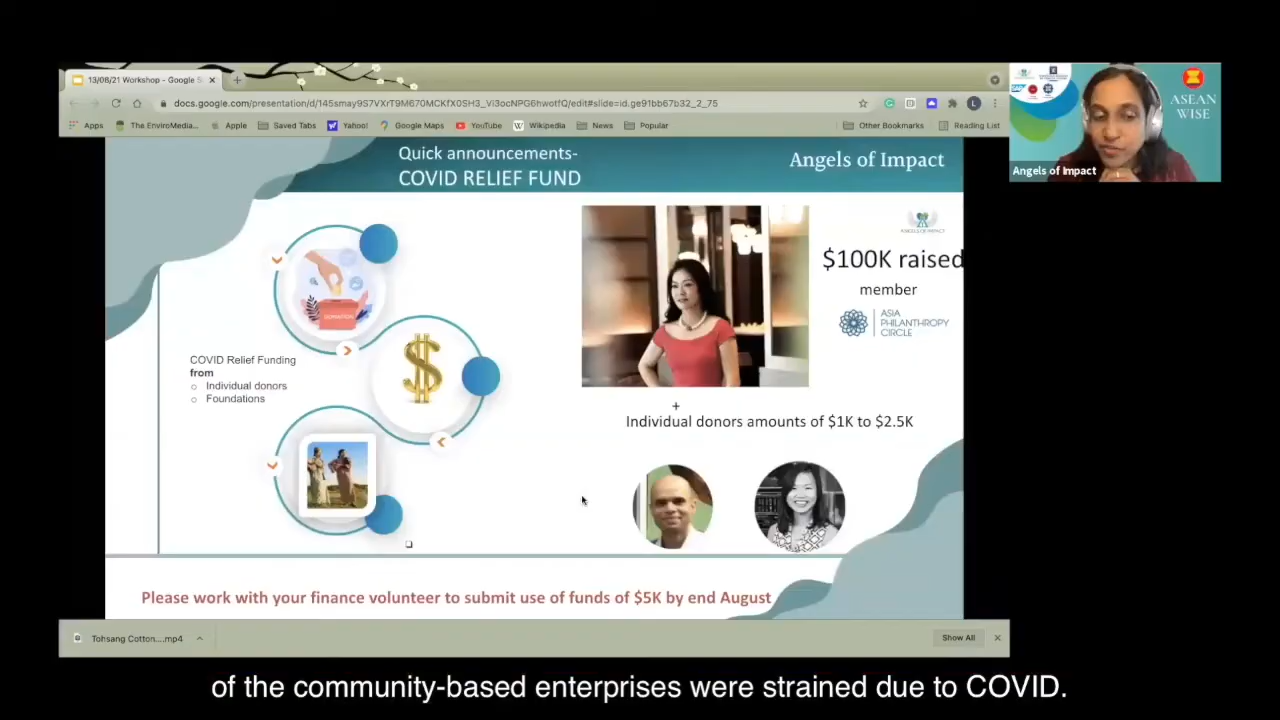 13/08/21 Workshop - Google S
docs.google.com/presentation/d/145smay9S7VXrT9M670MCKfX0SH3_Vi3ocNPG6hwotfQ/edit#slide=id.ge91bb67b32_2_75
Apps
The EnviroMedia...
Apple
Saved Tabs
Yahoo!
Google Maps
YouTube
Wikipedia
News
Popular
Other Bookmarks
Reading List
ASEAN
WISE
Angels of Impact
Quick announcements-
COVID RELIEF FUND
Angels of Impact
$100K raised
member
ASIA
PHILANTHROPY
CIRCLE
DONATION
COVID Relief Funding
from
Individual donors
Foundations
+
Individual donors amounts of $1K to $2.5K
Please work with your finance volunteer to submit use of funds of $5K by end August
Tohsang Cotton....mp4
Show All
of the community-based enterprises were strained due to COVID.